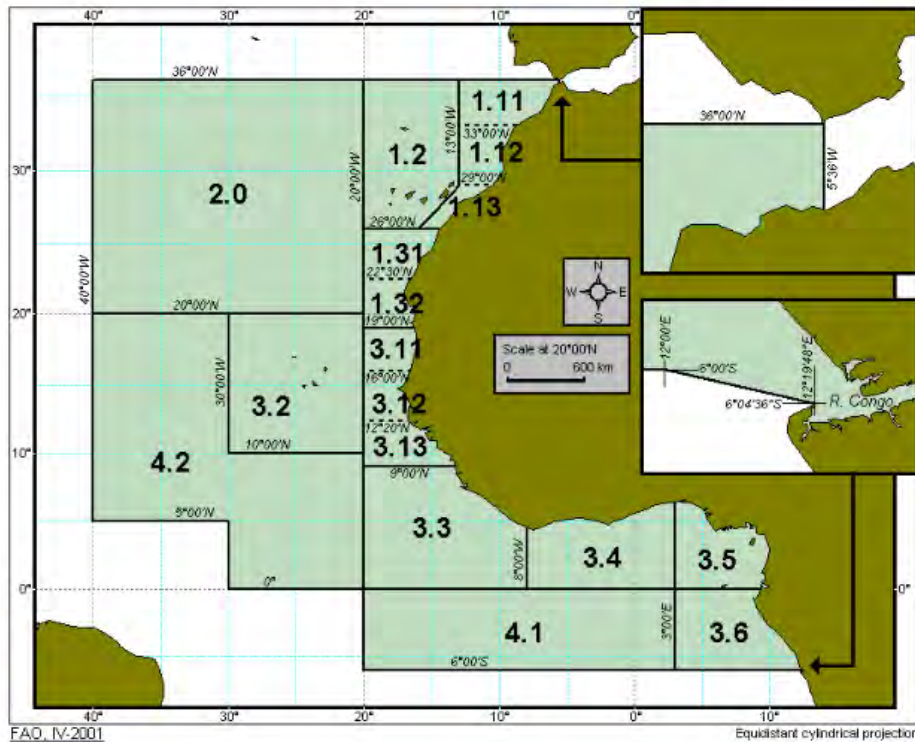 40° 30° 20° 10° 0°
36°00'N
36°00'N
1.11
33°00'N
13°00'W
1.2
1.12
5°36'W
30°
20°00'W
29°00'N
2.0
1.13
26°00'N
1.31
40°00'W
22°30'N
N
W E
S
1.32
20° 20°00'N
19°00'N
3.11
Scale at 20°00'N
0 600 km
12°00'E
6°00'S
12°19'48"E
16°00'N
30°00'W
3.2
3.12
6°04'36"S
R. Congo
12°20'N
10° 10°00'N
3.13
4.2
9°00'N
5°00'N
3.3
8°00'W
3.4
3.5
0° 0° 0°
4.1
3°00'E
3.6
6°00'S
40° 30° 20° 10° 0° 10°
FAO, IV-2001
Equidistant cylindrical projection